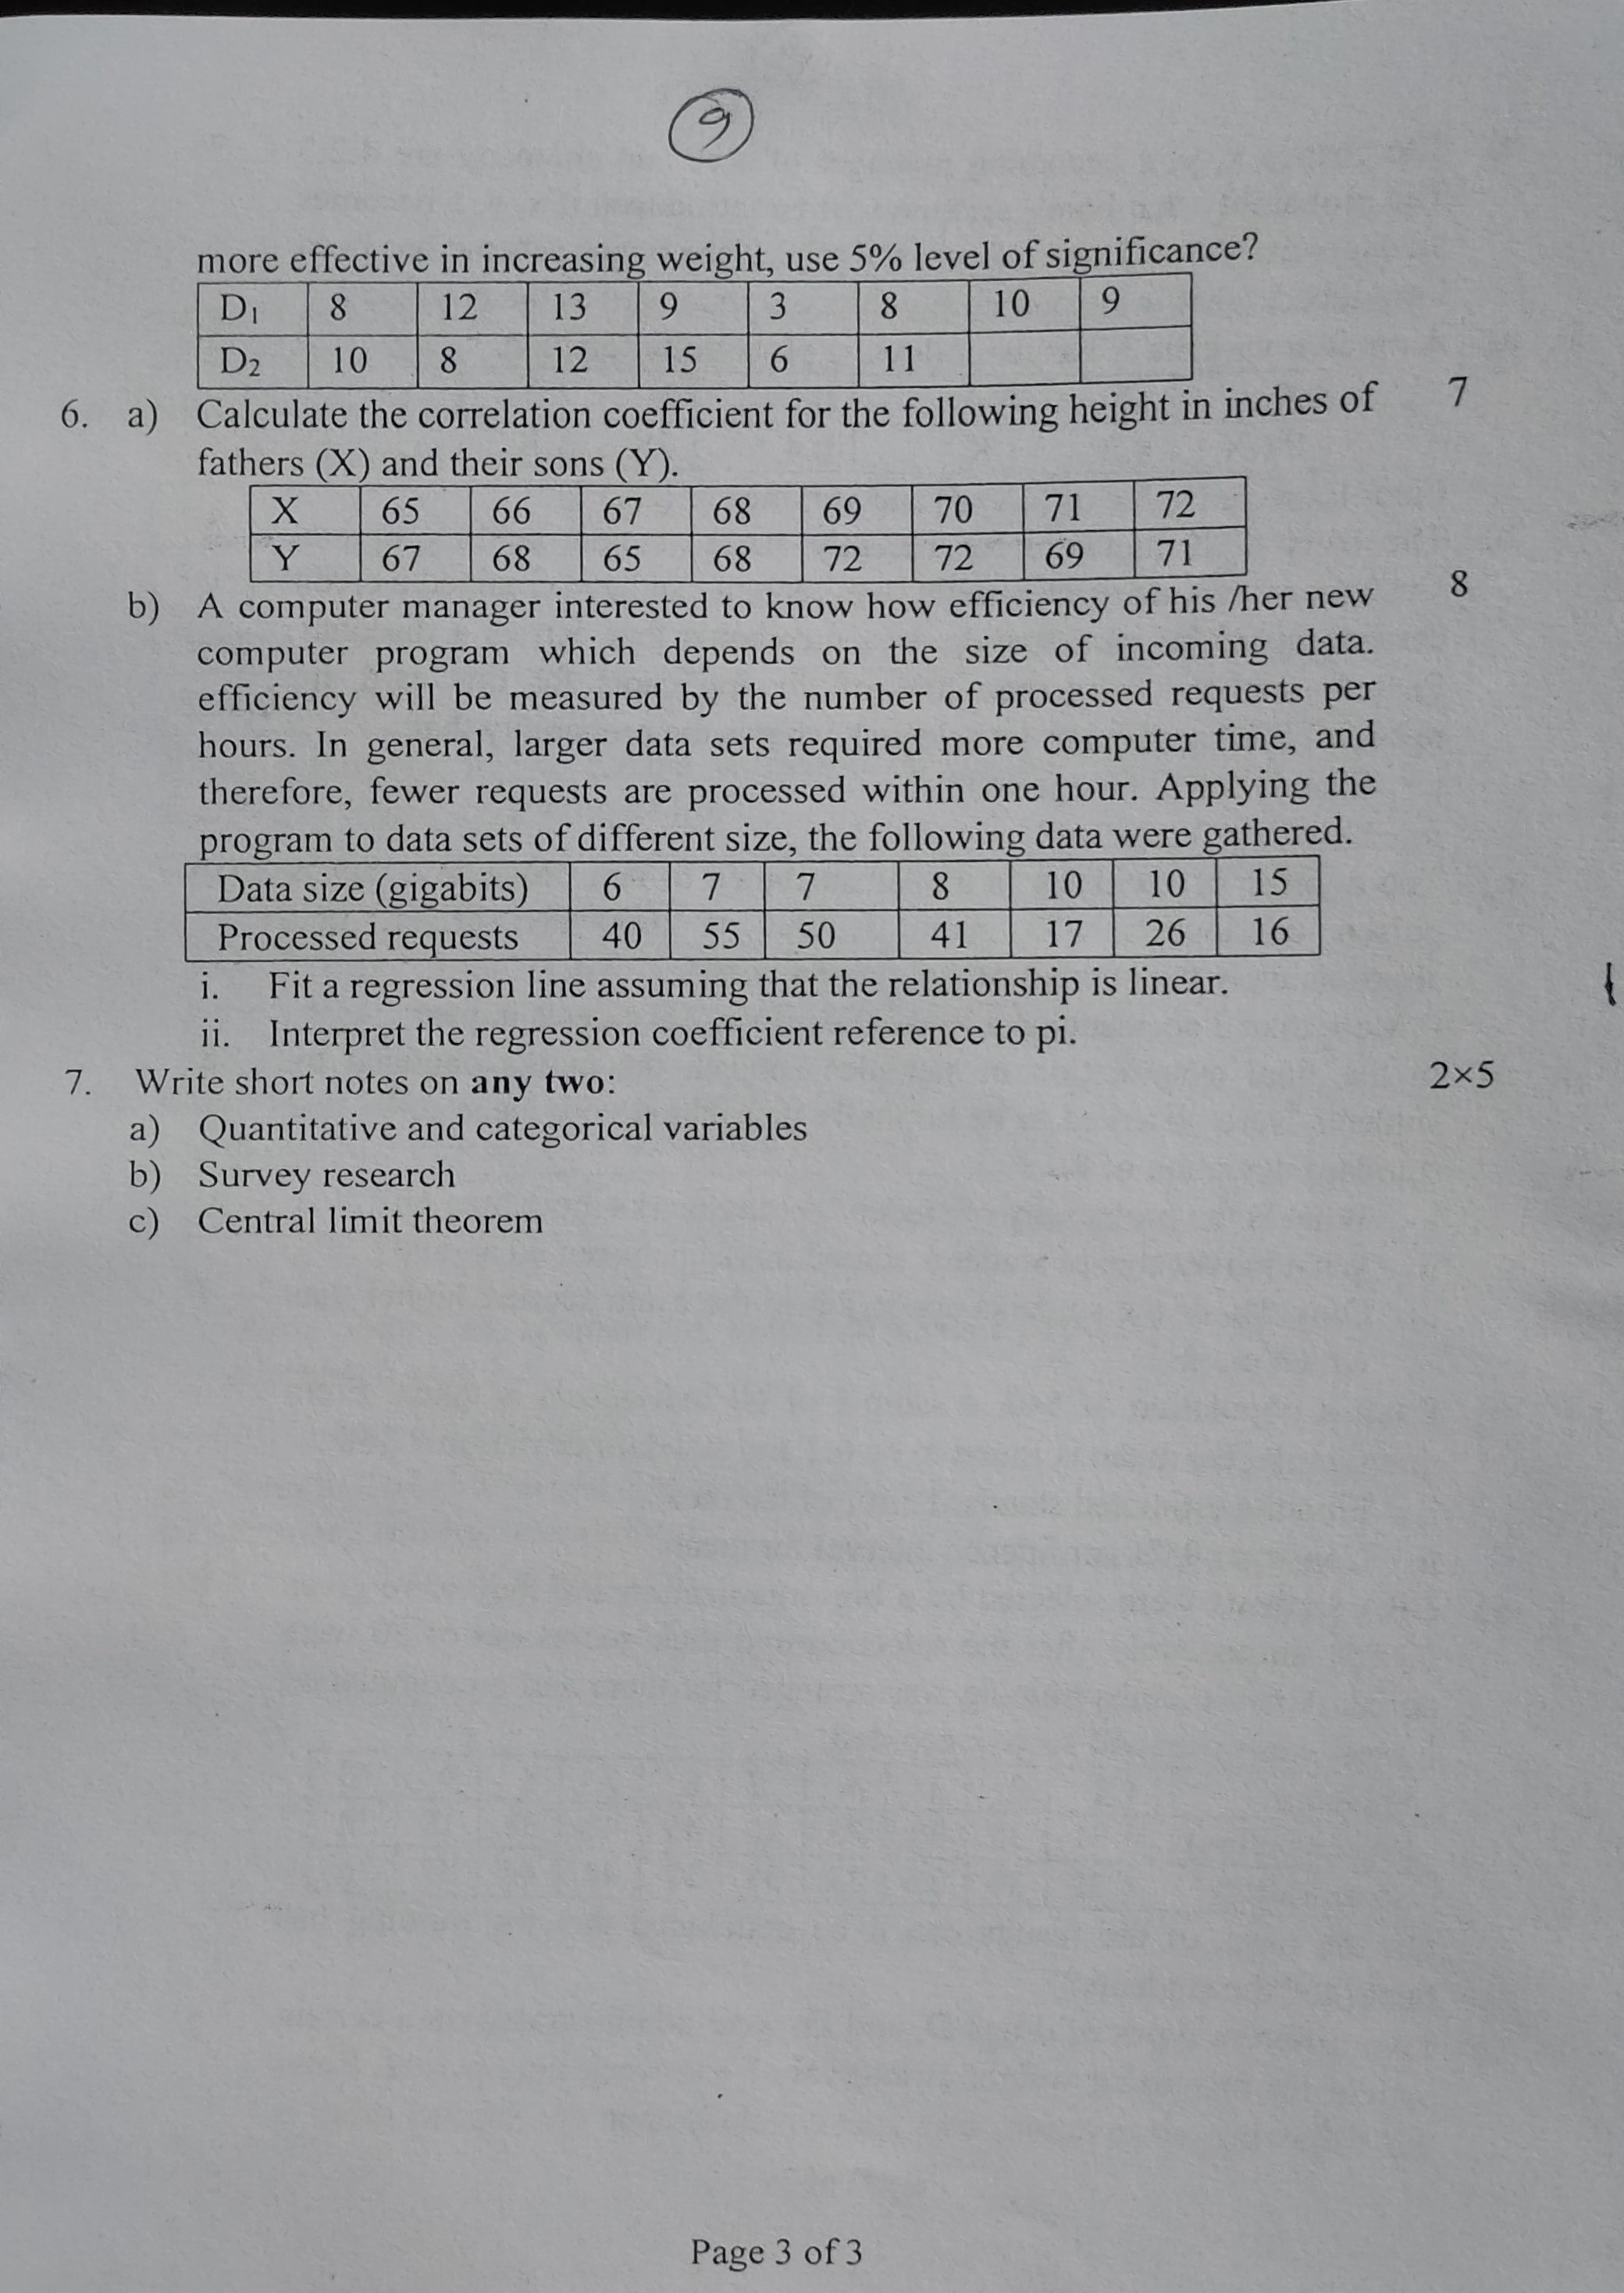 9
more effective in increasing weight, use 5% level of significance?
D1 8 12 13 9 3 8 10 9
D2 10 8 12 15 6 11
6. a) Calculate the correlation coefficient for the following height in inches of 7
fathers (X) and their sons (Y).
X 65 66 67 68 69 70 71 72
Y 67 68 65 68 72 72 69 71
b) A computer manager interested to know how efficiency of his /her new 8
computer program which depends on the size of incoming data.
efficiency will be measured by the number of processed requests per
hours. In general, larger data sets required more computer time, and
therefore, fewer requests are processed within one hour. Applying the
program to data sets of different size, the following data were gathered.
Data size (gigabits) 6 7 7 8 10 10 15
Processed requests 40 55 50 41 17 26 16
i. Fit a regression line assuming that the relationship is linear.
ii. Interpret the regression coefficient reference to pi.
7. Write short notes on any two: 2×5
a) Quantitative and categorical variables
b) Survey research
c) Central limit theorem
Page 3 of 3